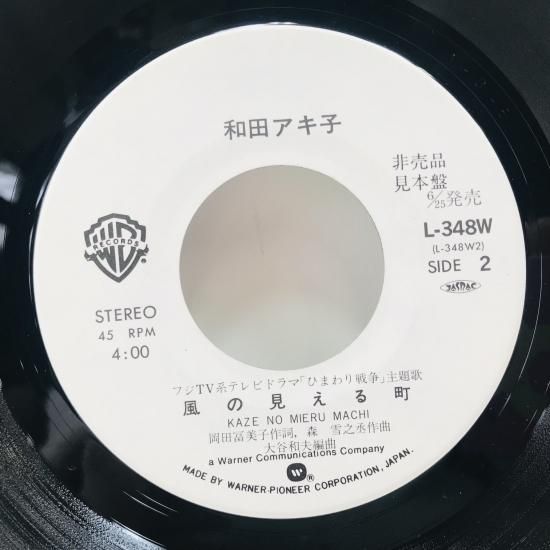 和田アキ子
非売品
見本盤
6/25発売
L-348W
(L-348W2)
SIDE 2
JASRAC
WB
RECORDS
STEREO
45 RPM
4:00
フジTV系テレビドラマ「ひまわり戦争」主題歌
風の見える町
KAZE NO MIERU MACHI
岡田冨美子作詞, 森 雪之丞作曲
大谷和夫編曲
a Warner Communications Company
®
MADE BY WARNER-PIONEER CORPORATION, JAPAN.